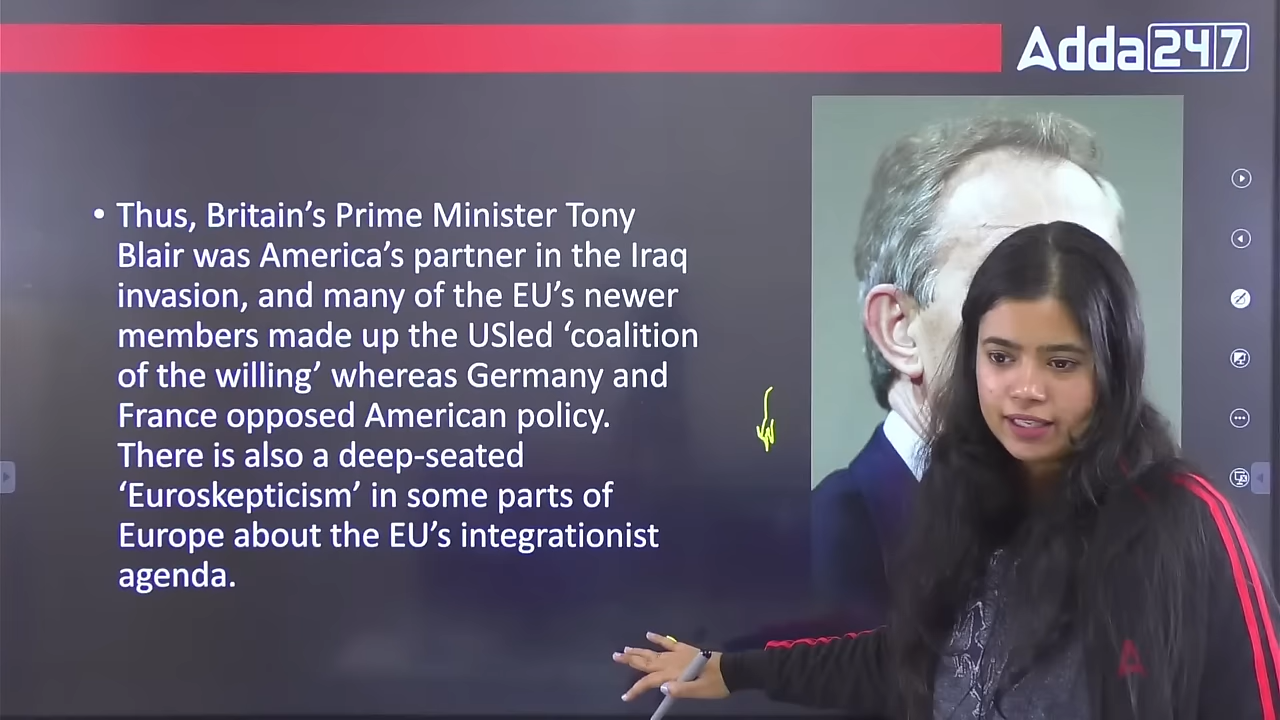 Adda247
• Thus, Britain’s Prime Minister Tony
Blair was America’s partner in the Iraq
invasion, and many of the EU’s newer
members made up the USled ‘coalition
of the willing’ whereas Germany and
France opposed American policy.
There is also a deep-seated
‘Euroskepticism’ in some parts of
Europe about the EU’s integrationist
agenda.